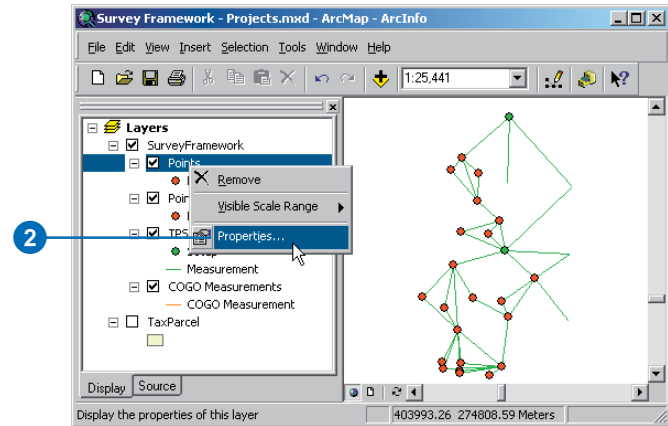 Survey Framework - Projects.mxd - ArcMap - ArcInfo
File Edit View Insert Selection Tools Window Help
1:25,441
Layers
SurveyFramework
Points
Remove
Visible Scale Range
2
Properties...
Measurement
COGO Measurements
COGO Measurement
TaxParcel
Display Source
Display the properties of this layer
403993.26 274808.59 Meters